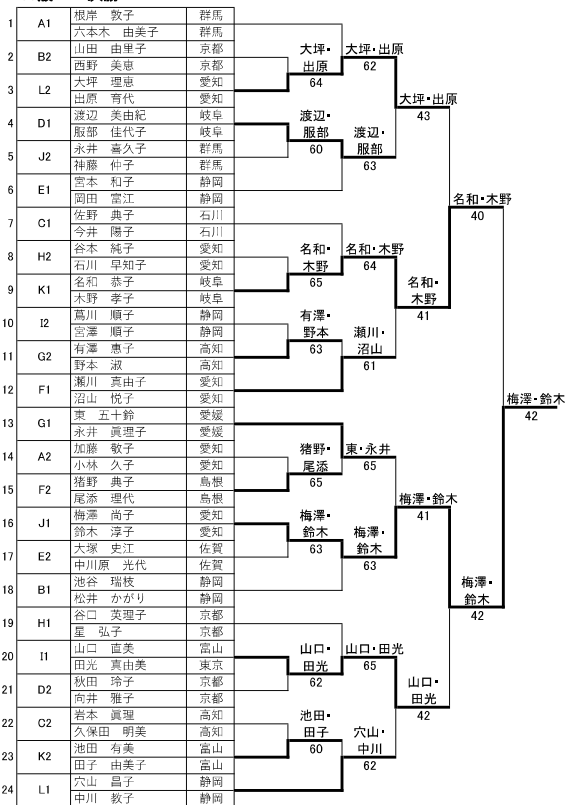 1 A1 根岸 敦子 群馬
六本木 由美子 群馬
2 B2 山田 由里子 京都
西野 美恵 京都
3 L2 大坪 理恵 愛知
出原 育代 愛知
4 D1 渡辺 美由紀 岐阜
服部 佳代子 岐阜
5 J2 永井 喜久子 群馬
神藤 仲子 群馬
6 E1 宮本 和子 静岡
岡田 富江 静岡
7 C1 佐野 典子 石川
今井 陽子 石川
8 H2 谷本 純子 愛知
石川 早知子 愛知
9 K1 名和 恭子 岐阜
木野 孝子 岐阜
10 I2 蔦川 順子 静岡
宮澤 順子 静岡
11 G2 有澤 惠子 高知
野本 淑 高知
12 F1 瀬川 真由子 愛知
沼山 悦子 愛知
13 G1 東 五十鈴 愛媛
永井 眞理子 愛媛
14 A2 加藤 敬子 愛知
小林 久子 愛知
15 F2 猪野 典子 島根
尾添 理代 島根
16 J1 梅澤 尚子 愛知
鈴木 淳子 愛知
17 E2 大塚 史江 佐賀
中川原 光代 佐賀
18 B1 池谷 瑞枝 静岡
松井 かがり 静岡
19 H1 谷口 英理子 京都
星 弘子 京都
20 I1 山口 直美 富山
田光 真由美 東京
21 D2 秋田 玲子 京都
向井 雅子 京都
22 C2 岩本 眞理 高知
久保田 明美 高知
23 K2 池田 有美 富山
田子 由美子 富山
24 L1 穴山 昌子 静岡
中川 教子 静岡
大坪・
出原
64
渡辺・
服部
60
名和・
木野
65
有澤・
野本
63
猪野・
尾添
65
梅澤・
鈴木
63
山口・
田光
62
池田・
田子
60
大坪・出原
62
渡辺・
服部
63
名和・木野
64
瀬川・
沼山
61
東・永井
65
梅澤・
鈴木
63
山口・田光
65
穴山・
中川
62
大坪・出原
43
名和・
木野
41
梅澤・鈴木
41
山口・
田光
42
名和・木野
40
梅澤・
鈴木
42
梅澤・鈴木
42